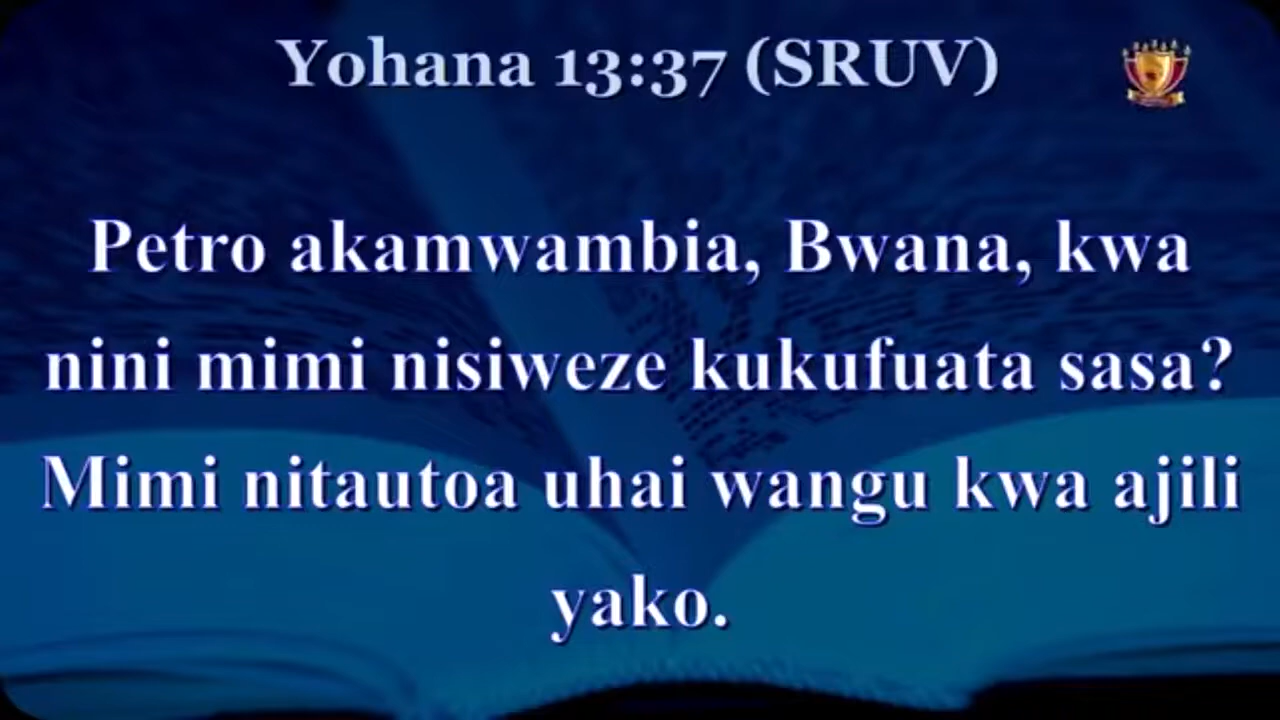 Yohana 13:37 (SRUV)
Petro akamwambia, Bwana, kwa
nini mimi nisiweze kukufuata sasa?
Mimi nitautoa uhai wangu kwa ajili
yako.